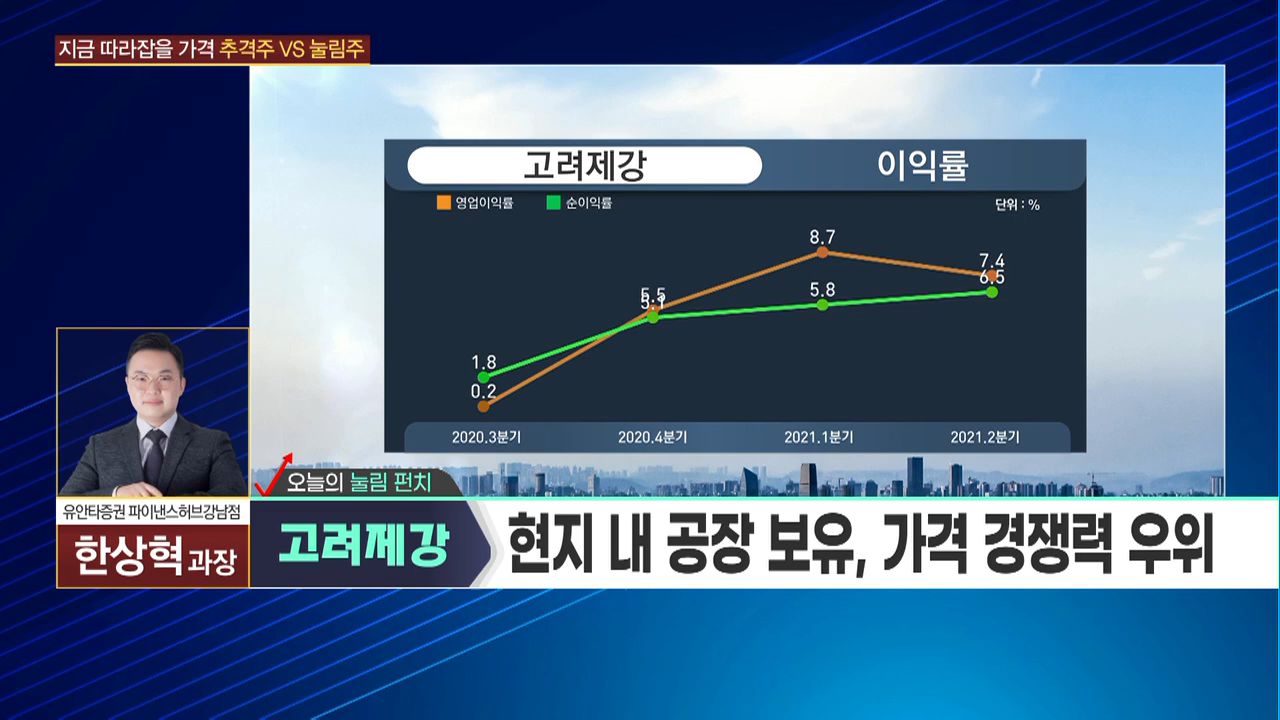 지금 따라잡을 가격 추격주 VS 눌림주
고려제강
이익률
영업이익률
순이익률
단위 : %
8.7
7.4
6.5
5.5
5.1
5.8
1.8
0.2
2020.3분기
2020.4분기
2021.1분기
2021.2분기
오늘의 눌림 펀치
유안타증권 파이낸스허브강남점
한상혁 과장
고려제강
현지 내 공장 보유, 가격 경쟁력 우위